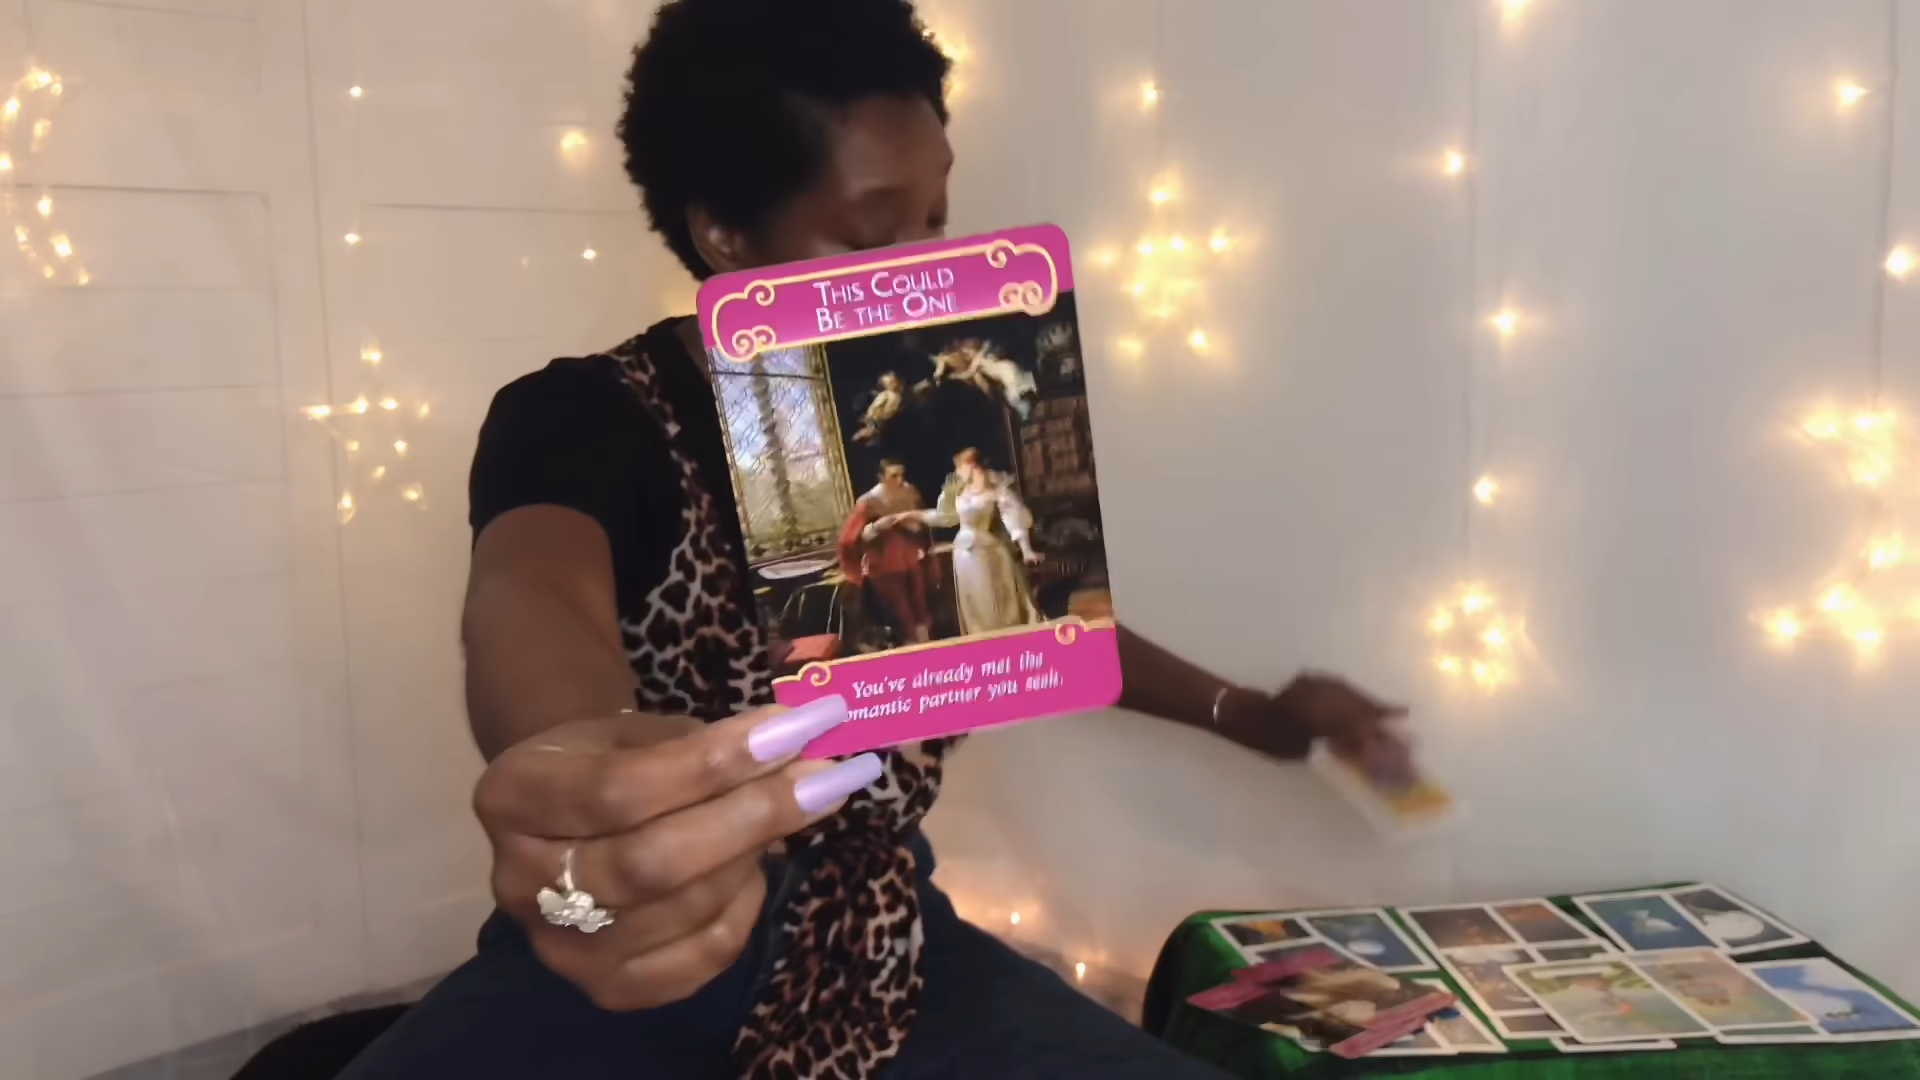 THIS COULD
BE THE ONE
You've already met the
romantic partner you seek.